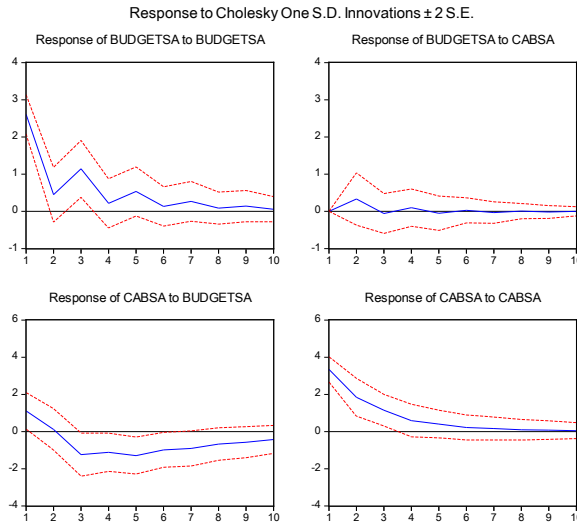 Response to Cholesky One S.D. Innovations ± 2 S.E.
Response of BUDGETSA to BUDGETSA
4
3
2
1
0
-1
1 2 3 4 5 6 7 8 9 10
Response of BUDGETSA to CABSA
4
3
2
1
0
-1
1 2 3 4 5 6 7 8 9 10
Response of CABSA to BUDGETSA
6
4
2
0
-2
-4
1 2 3 4 5 6 7 8 9 10
Response of CABSA to CABSA
6
4
2
0
-2
-4
1 2 3 4 5 6 7 8 9 10